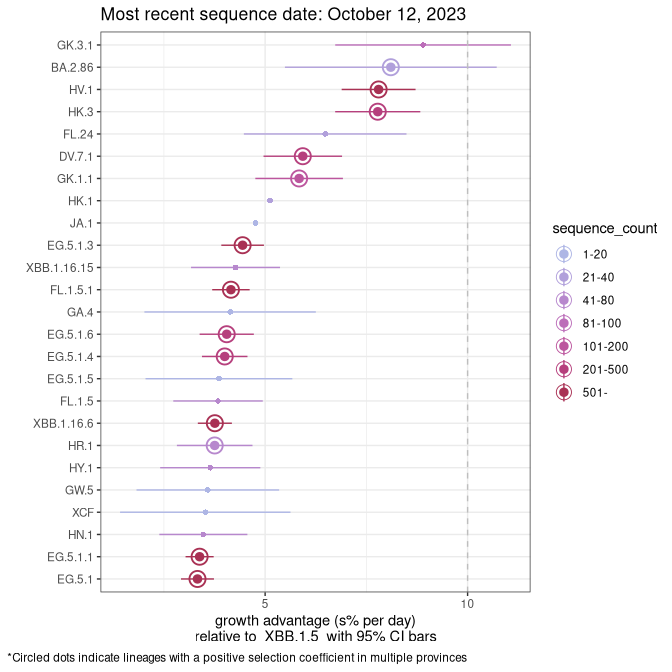 Most recent sequence date: October 12, 2023
GK.3.1
BA.2.86
HV.1
HK.3
FL.24
DV.7.1
GK.1.1
HK.1
JA.1
EG.5.1.3
XBB.1.16.15
FL.1.5.1
GA.4
EG.5.1.6
EG.5.1.4
EG.5.1.5
FL.1.5
XBB.1.16.6
HR.1
HY.1
GW.5
XCF
HN.1
EG.5.1.1
EG.5.1
5 10
growth advantage (s% per day)
relative to XBB.1.5 with 95% CI bars
sequence_count
1-20
21-40
41-80
81-100
101-200
201-500
501-
*Circled dots indicate lineages with a positive selection coefficient in multiple provinces